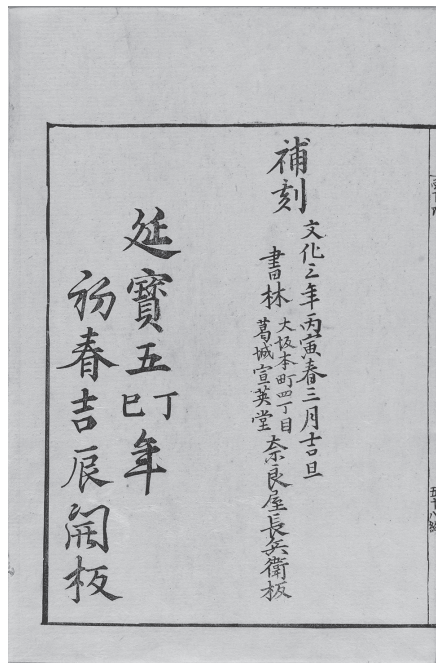 補刻
文化三年丙寅春三月吉旦
書林
大坂本町四丁目
葛城宣英堂
奈良屋長兵衛板
延寶五丁巳年
初春吉辰開板